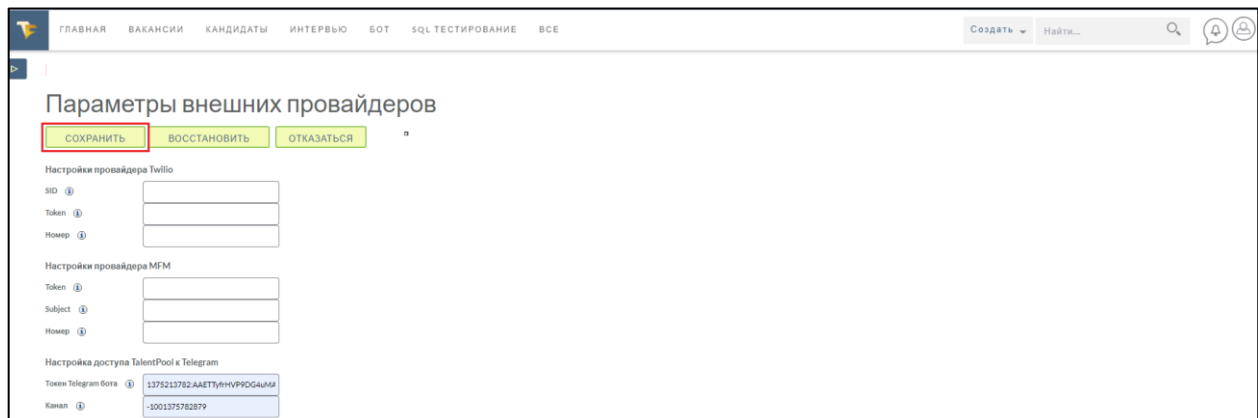 ГЛАВНАЯ ВАКАНСИИ КАНДИДАТЫ ИНТЕРВЬЮ БОТ SQL ТЕСТИРОВАНИЕ ВСЕ Создать Найти...
Параметры внешних провайдеров
СОХРАНИТЬ ВОССТАНОВИТЬ ОТКАЗАТЬСЯ
Настройки провайдера Twilio
SID
Token
Номер
Настройки провайдера MFM
Token
Subject
Номер
Настройка доступа TalentPool к Telegram
Токен Telegram бота 1375213782:AAETTyfrHVP9DG4uMA
Канал -1001375782879